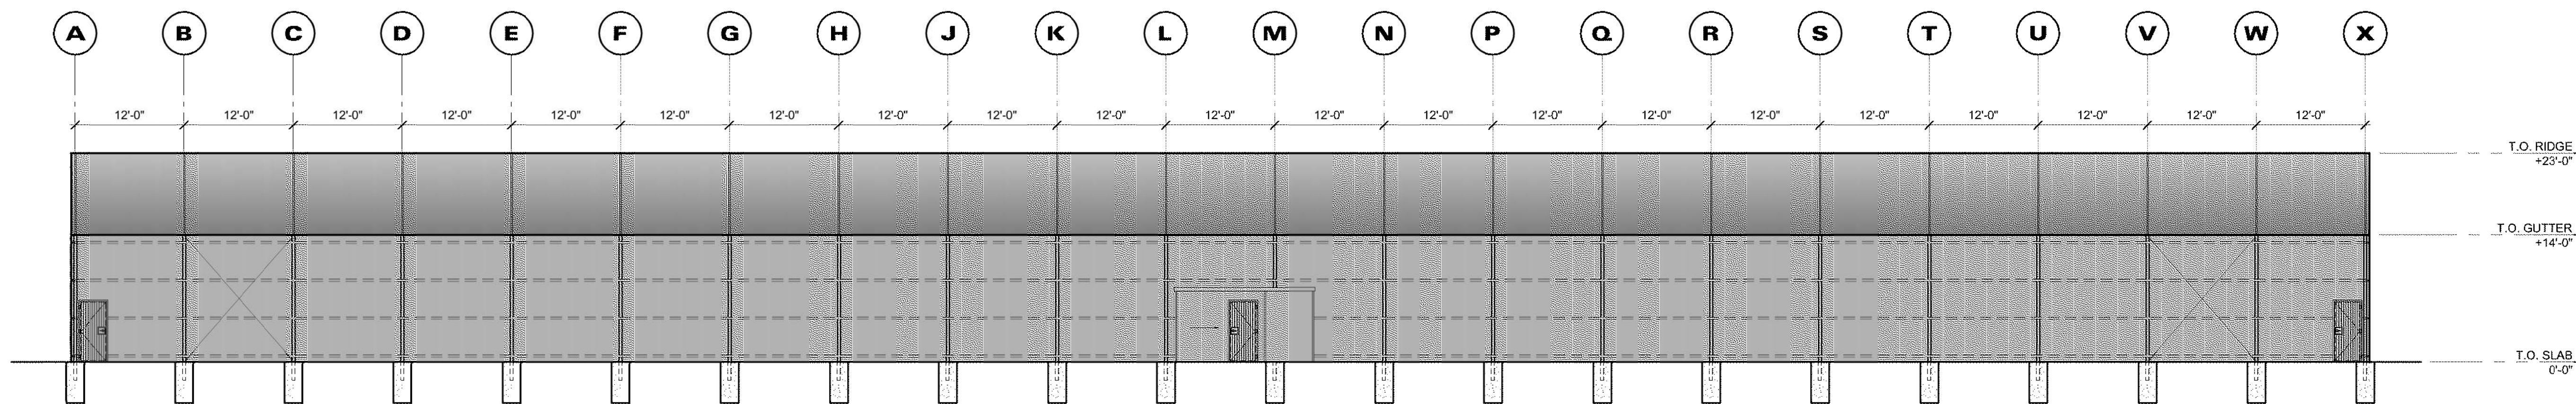 A B C D E F G H J K L M N P Q R S T U V W X
12'-0" 12'-0" 12'-0" 12'-0" 12'-0" 12'-0" 12'-0" 12'-0" 12'-0" 12'-0" 12'-0" 12'-0" 12'-0" 12'-0" 12'-0" 12'-0" 12'-0" 12'-0" 12'-0" 12'-0" 12'-0"
T.O. RIDGE
+23'-0"
T.O. GUTTER
+14'-0"
T.O. SLAB
0'-0"